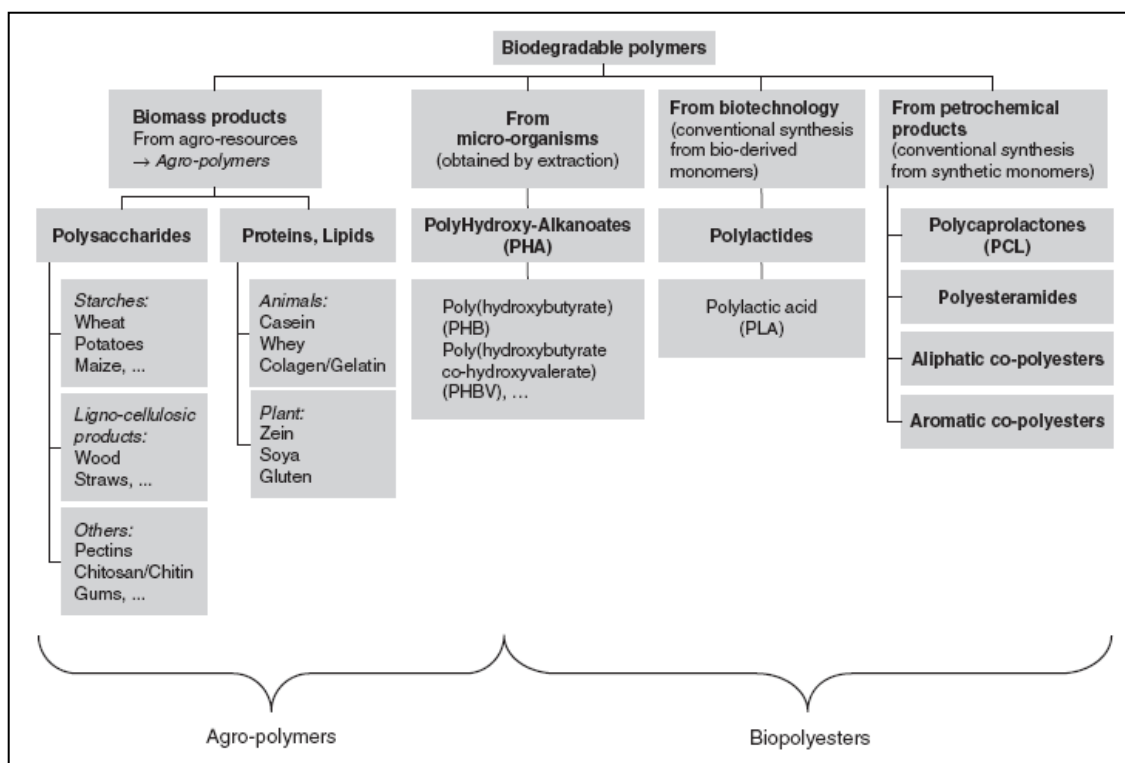 Biodegradable polymers
Biomass products
From agro-resources
→ Agro-polymers
From
micro-organisms
(obtained by extraction)
From biotechnology
(conventional synthesis
from bio-derived
monomers)
From petrochemical
products
(conventional synthesis
from synthetic monomers)
Polysaccharides
Proteins, Lipids
PolyHydroxy-Alkanoates
(PHA)
Polylactides
Polycaprolactones
(PCL)
Starches:
Wheat
Potatoes
Maize, ...
Animals:
Casein
Whey
Colagen/Gelatin
Poly(hydroxybutyrate)
(PHB)
Poly(hydroxybutyrate
co-hydroxyvalerate)
(PHBV), ...
Polylactic acid
(PLA)
Polyesteramides
Aliphatic co-polyesters
Aromatic co-polyesters
Ligno-cellulosic
products:
Wood
Straws, ...
Plant:
Zein
Soya
Gluten
Others:
Pectins
Chitosan/Chitin
Gums, ...
Agro-polymers
Biopolyesters